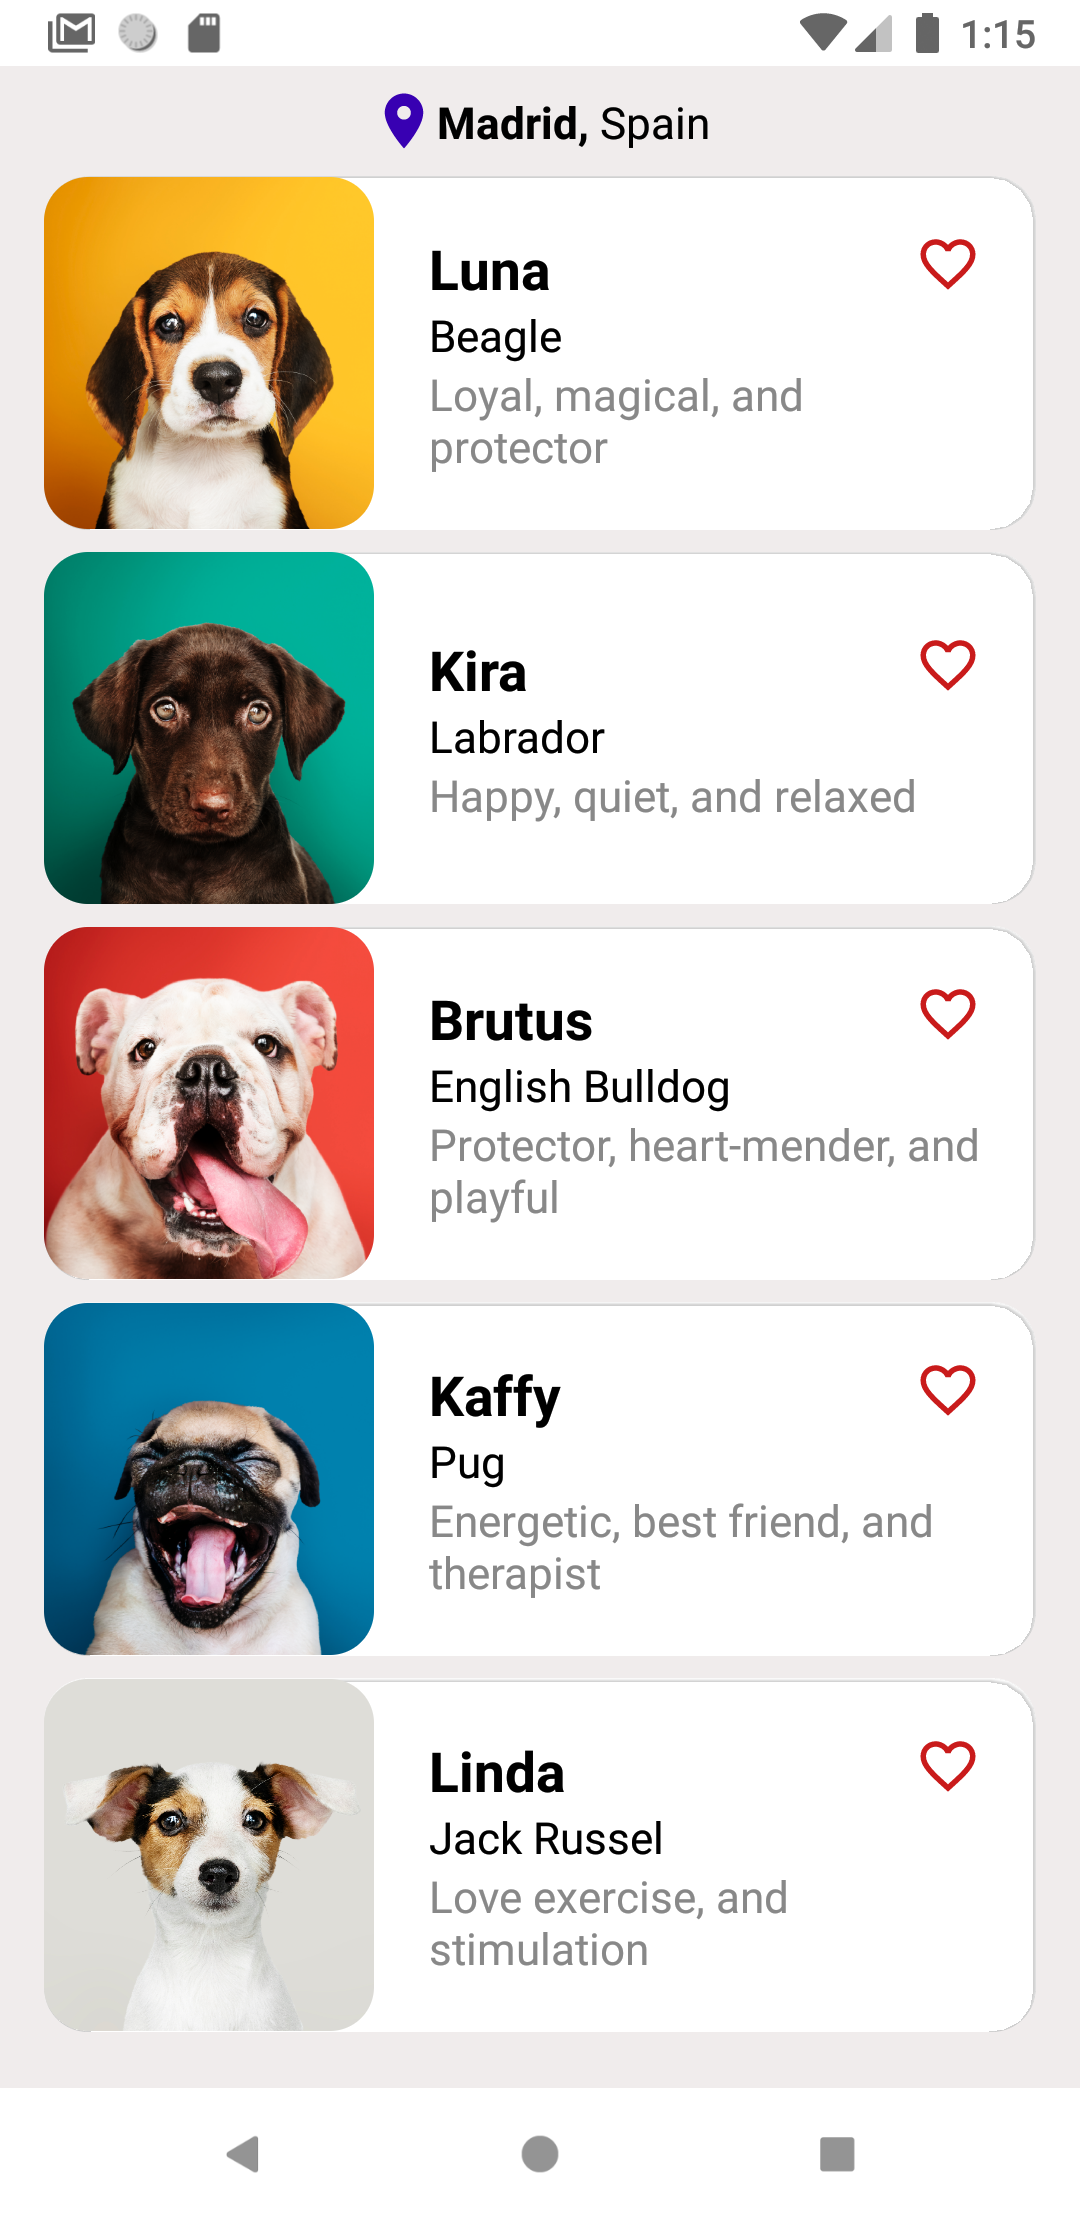 1:15
Madrid, Spain
Luna
Beagle
Loyal, magical, and
protector
Kira
Labrador
Happy, quiet, and relaxed
Brutus
English Bulldog
Protector, heart-mender, and
playful
Kaffy
Pug
Energetic, best friend, and
therapist
Linda
Jack Russel
Love exercise, and
stimulation